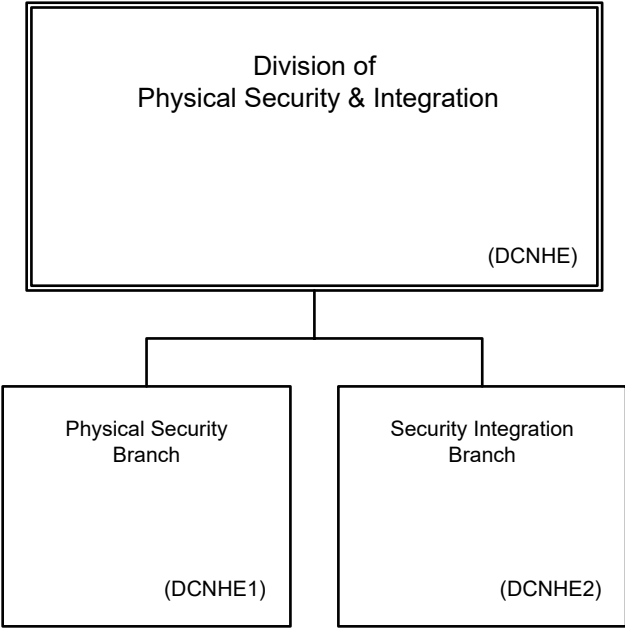 Division of
Physical Security & Integration
(DCNHE)
Physical Security
Branch
(DCNHE1)
Security Integration
Branch
(DCNHE2)